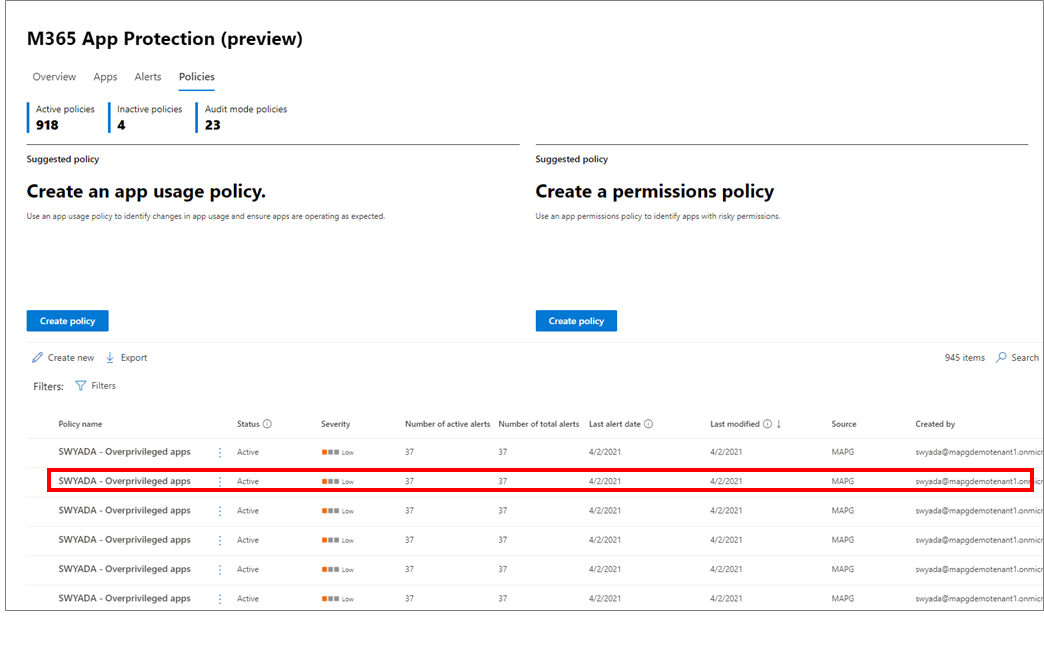 M365 App Protection (preview)
Overview Apps Alerts Policies
Active policies Inactive policies Audit mode policies
918 4 23
Suggested policy Suggested policy
Create an app usage policy. Create a permissions policy
Use an app usage policy to identify changes in app usage and ensure apps are operating as expected. Use an app permissions policy to identify apps with risky permissions.
Create policy Create policy
Create new Export 945 items Search
Filters: Filters
Policy name Status Severity Number of active alerts Number of total alerts Last alert date Last modified ↓ Source Created by
SWYADA - Overprivileged apps Active Low 37 37 4/2/2021 4/2/2021 MAPG swyada@mapgdemotenant1.onmicr
SWYADA - Overprivileged apps Active Low 37 37 4/2/2021 4/2/2021 MAPG swyada@mapgdemotenant1.onmicr
SWYADA - Overprivileged apps Active Low 37 37 4/2/2021 4/2/2021 MAPG swyada@mapgdemotenant1.onmicr
SWYADA - Overprivileged apps Active Low 37 37 4/2/2021 4/2/2021 MAPG swyada@mapgdemotenant1.onmicr
SWYADA - Overprivileged apps Active Low 37 37 4/2/2021 4/2/2021 MAPG swyada@mapgdemotenant1.onmicr
SWYADA - Overprivileged apps Active Low 37 37 4/2/2021 4/2/2021 MAPG swyada@mapgdemotenant1.onmicr